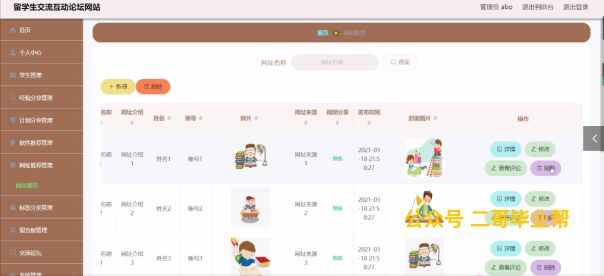 留学生交流互动论坛网站
管理员 abo 退出到前台 退出登录
首页
个人中心
学生管理
经验分享管理
计划分享管理
软件推荐管理
网址推荐管理
网址推荐
标签分类管理
留言板管理
交流论坛
系统管理
首页 网址推荐
网址名称 网址名称 查询
新增 删除
名称 网址介绍 姓名 账号 图片 网址来源 视频分享 发布时间 封面图片 操作
名称 网址介绍1 姓名1 账号1 网址来源1 2021-03-18 21:58:27 详情 修改 查看评论 删除
名称 网址介绍2 姓名2 账号2 网址来源2 2021-03-18 21:58:27 详情 修改
名称 网址介绍3 姓名3 账号3 网址来源3 2021-03-18 21:58:27 详情 修改 查看评论 删除
公众号 二哥毕业帮